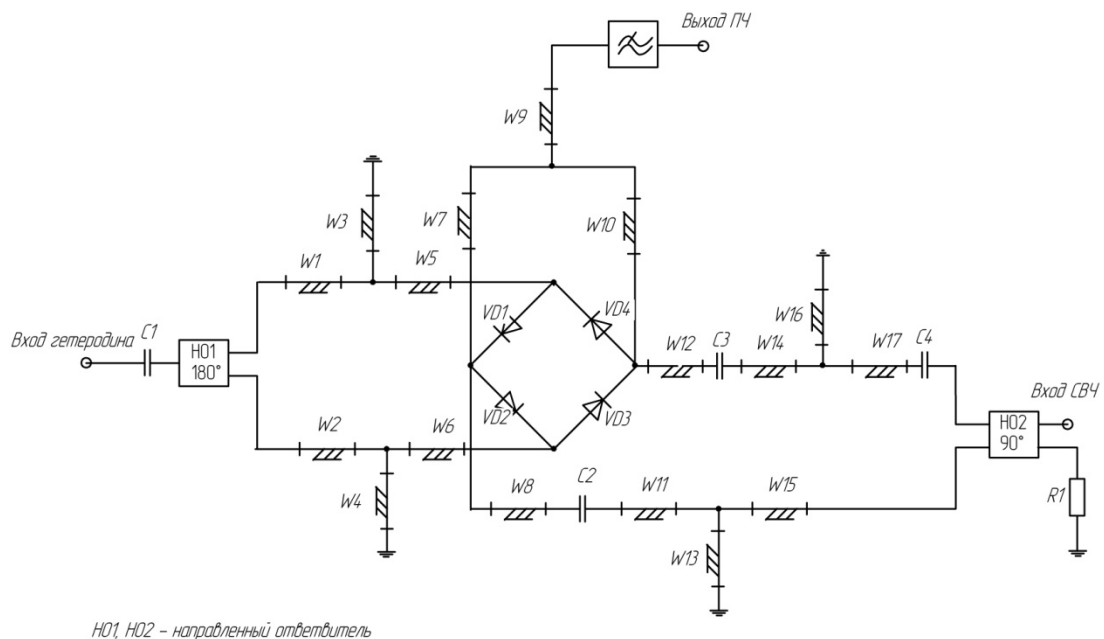 Выход ПЧ
W9
W3
W7
W10
W1
W5
W16
VD1
VD4
Вход гетеродина
C1
НО1
180°
W12
C3
W14
W17
C4
Вход СВЧ
VD2
VD3
НО2
90°
W2
W6
W8
C2
W11
W15
R1
W4
W13
НО1, НО2 – направленный ответвитель